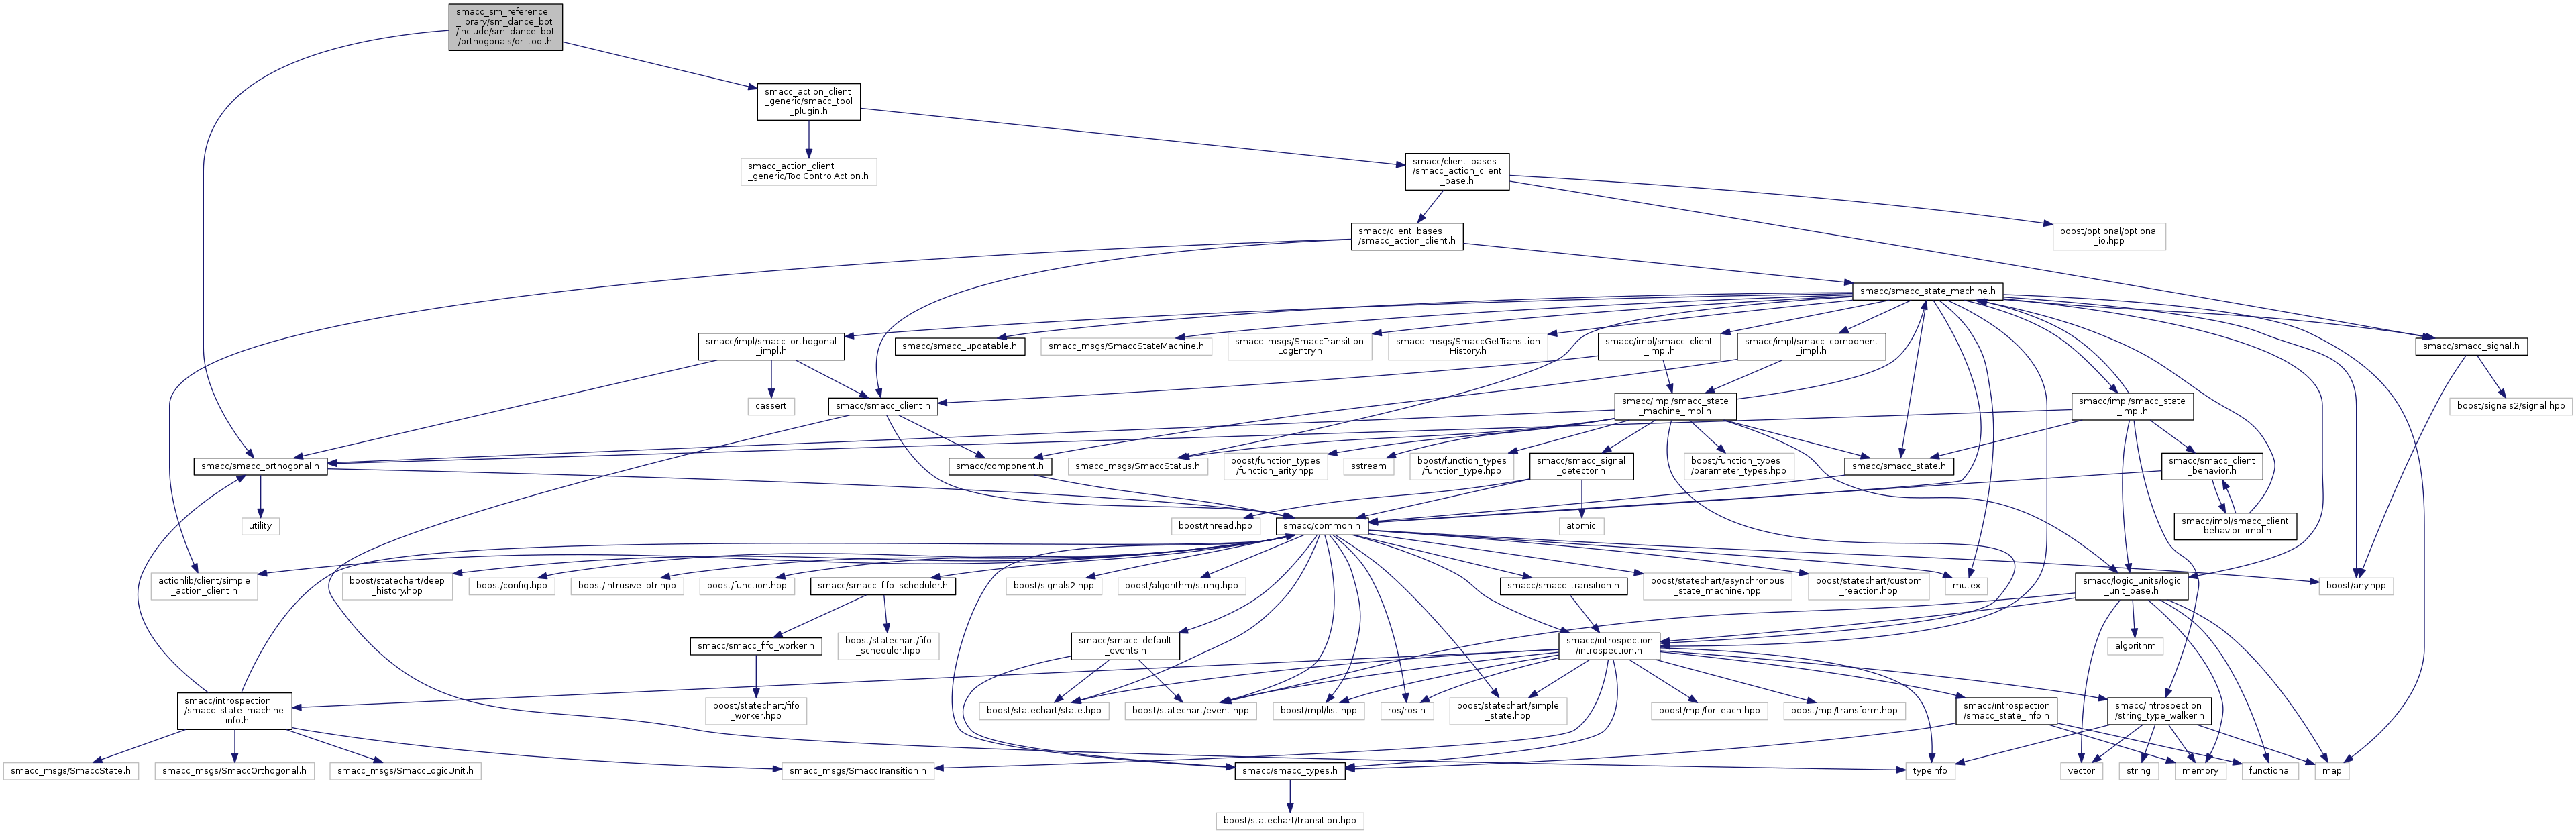 smacc_sm_reference
_library/sm_dance_bot
/include/sm_dance_bot
/orthogonals/or_tool.h
smacc_action_client
_generic/smacc_tool
_plugin.h
smacc_action_client
_generic/ToolControlAction.h
smacc/client_bases
/smacc_action_client
_base.h
smacc/client_bases
/smacc_action_client.h
boost/optional/optional
_io.hpp
smacc/smacc_state_machine.h
smacc/impl/smacc_orthogonal
_impl.h
smacc/smacc_updatable.h
smacc_msgs/SmaccStateMachine.h
smacc_msgs/SmaccTransition
LogEntry.h
smacc_msgs/SmaccGetTransition
History.h
smacc/impl/smacc_client
_impl.h
smacc/impl/smacc_component
_impl.h
smacc/smacc_signal.h
cassert
smacc/smacc_client.h
smacc/impl/smacc_state
_machine_impl.h
smacc/impl/smacc_state
_impl.h
boost/signals2/signal.hpp
smacc/smacc_orthogonal.h
smacc/component.h
smacc_msgs/SmaccStatus.h
boost/function_types
/function_arity.hpp
sstream
boost/function_types
/function_type.hpp
smacc/smacc_signal
_detector.h
boost/function_types
/parameter_types.hpp
smacc/smacc_state.h
smacc/smacc_client
_behavior.h
utility
boost/thread.hpp
smacc/common.h
atomic
smacc/impl/smacc_client
_behavior_impl.h
actionlib/client/simple
_action_client.h
boost/statechart/deep
_history.hpp
boost/config.hpp
boost/intrusive_ptr.hpp
boost/function.hpp
smacc/smacc_fifo_scheduler.h
boost/signals2.hpp
boost/algorithm/string.hpp
smacc/smacc_transition.h
boost/statechart/asynchronous
_state_machine.hpp
boost/statechart/custom
_reaction.hpp
mutex
smacc/logic_units/logic
_unit_base.h
boost/any.hpp
smacc/smacc_fifo_worker.h
boost/statechart/fifo
_scheduler.hpp
smacc/smacc_default
_events.h
smacc/introspection
/introspection.h
algorithm
smacc/introspection
/smacc_state_machine
_info.h
boost/statechart/fifo
_worker.hpp
boost/statechart/state.hpp
boost/statechart/event.hpp
boost/mpl/list.hpp
ros/ros.h
boost/statechart/simple
_state.hpp
boost/mpl/for_each.hpp
boost/mpl/transform.hpp
smacc/introspection
/smacc_state_info.h
smacc/introspection
/string_type_walker.h
smacc_msgs/SmaccState.h
smacc_msgs/SmaccOrthogonal.h
smacc_msgs/SmaccLogicUnit.h
smacc_msgs/SmaccTransition.h
smacc/smacc_types.h
typeinfo
vector
string
memory
functional
map
boost/statechart/transition.hpp